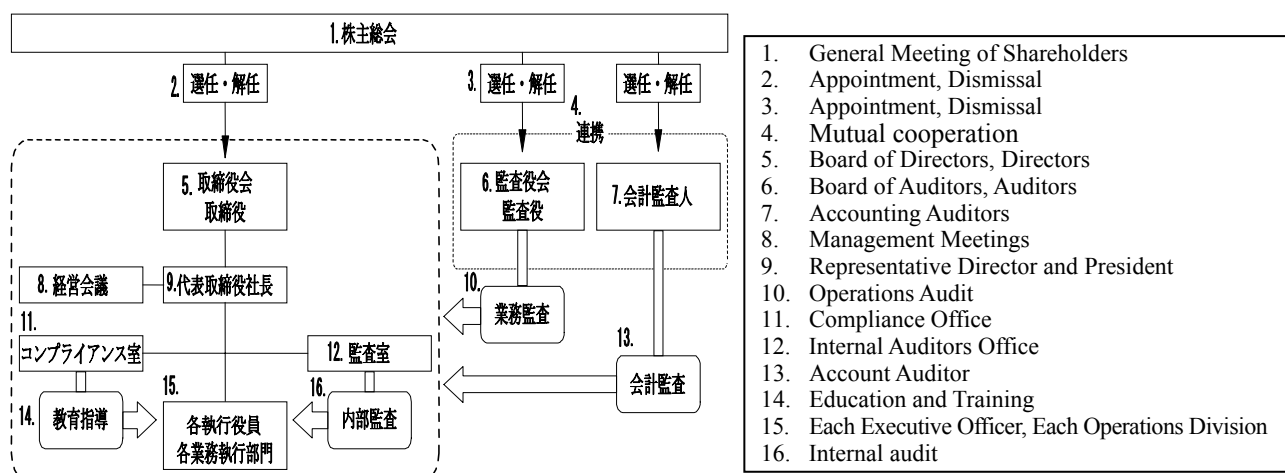 1. 株主総会
2. 選任・解任
3. 選任・解任
選任・解任
4.
連携
5. 取締役会
取締役
6. 監査役会
監査役
7. 会計監査人
8. 経営会議
9. 代表取締役社長
10. 業務監査
11.
コンプライアンス室
12. 監査室
13.
会計監査
14. 教育指導
15.
各執行役員
各業務執行部門
16.
内部監査
1. General Meeting of Shareholders
2. Appointment, Dismissal
3. Appointment, Dismissal
4. Mutual cooperation
5. Board of Directors, Directors
6. Board of Auditors, Auditors
7. Accounting Auditors
8. Management Meetings
9. Representative Director and President
10. Operations Audit
11. Compliance Office
12. Internal Auditors Office
13. Account Auditor
14. Education and Training
15. Each Executive Officer, Each Operations Division
16. Internal audit